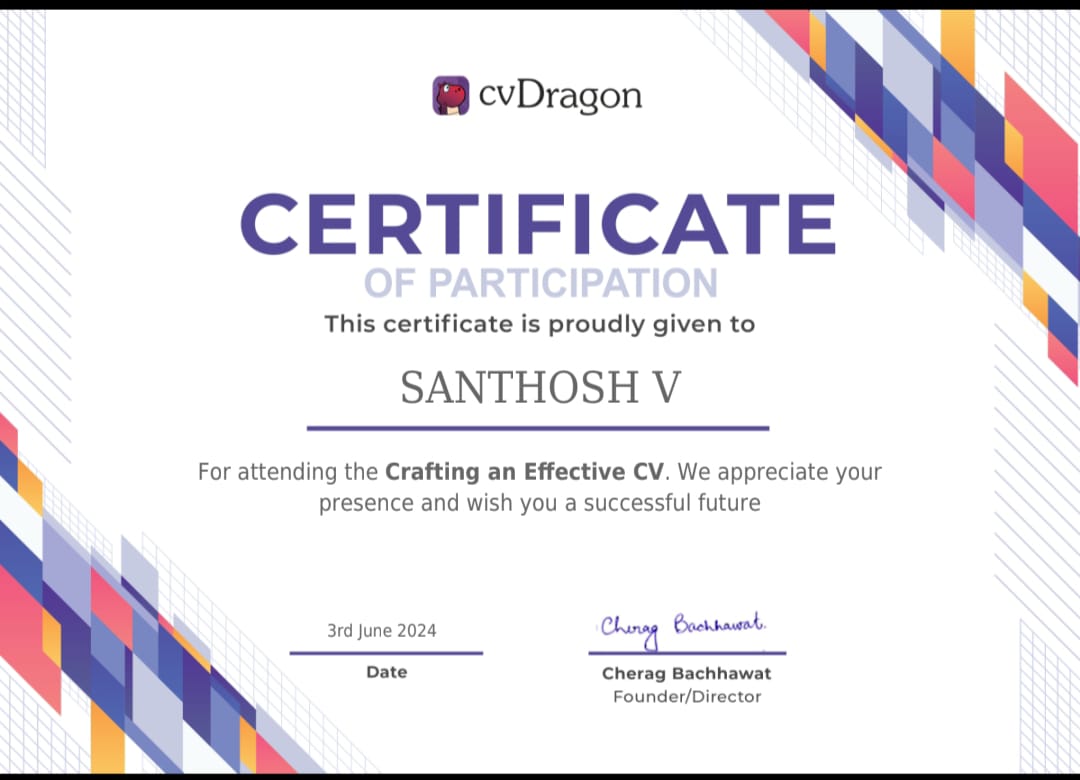 cvDragon
CERTIFICATE
OF PARTICIPATION
This certificate is proudly given to
SANTHOSH V
For attending the Crafting an Effective CV. We appreciate your
presence and wish you a successful future
3rd June 2024
Date
Cherag Bachhawat.
Cherag Bachhawat
Founder/Director